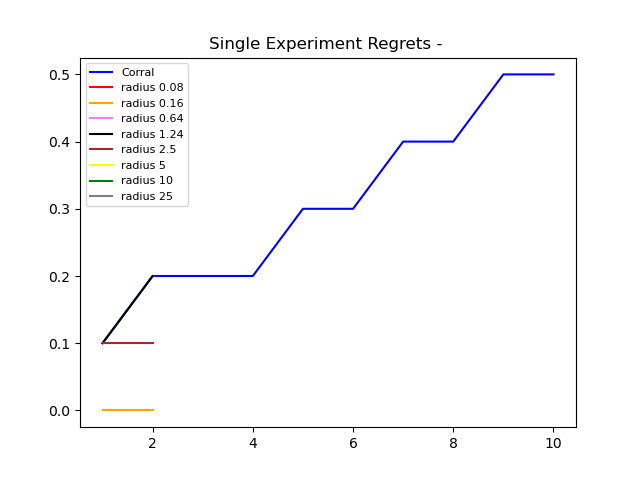 Single Experiment Regrets -
Corral
radius 0.08
radius 0.16
radius 0.64
radius 1.24
radius 2.5
radius 5
radius 10
radius 25
0.5
0.4
0.3
0.2
0.1
0.0
2 4 6 8 10